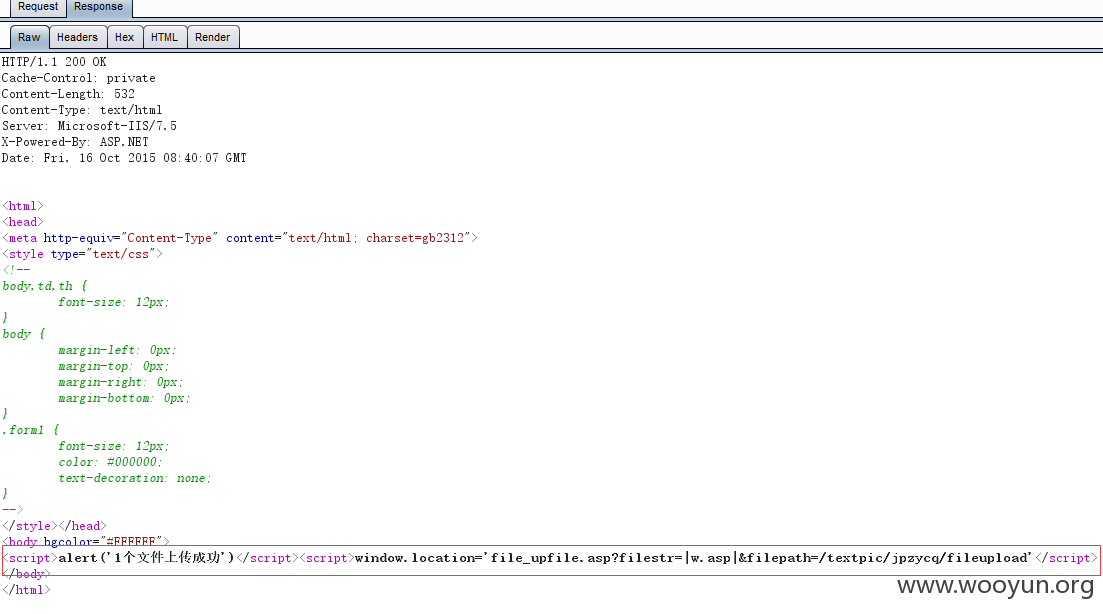 Request Response
Raw Headers Hex HTML Render
HTTP/1.1 200 OK
Cache-Control: private
Content-Length: 532
Content-Type: text/html
Server: Microsoft-IIS/7.5
X-Powered-By: ASP.NET
Date: Fri, 16 Oct 2015 08:40:07 GMT
<html>
<head>
<meta http-equiv="Content-Type" content="text/html; charset=gb2312">
<style type="text/css">
<!--
body,td,th {
font-size: 12px;
}
body {
margin-left: 0px;
margin-top: 0px;
margin-right: 0px;
margin-bottom: 0px;
}
.form1 {
font-size: 12px;
color: #000000;
text-decoration: none;
}
-->
</style></head>
<body bgcolor="#FFFFFF">
<script>alert('1个文件上传成功')</script><script>window.location='file_upfile.asp?filestr=|w.asp|&filepath=/textpic/jpzycq/fileupload'</script>
</body>
</html>
www.wooyun.org